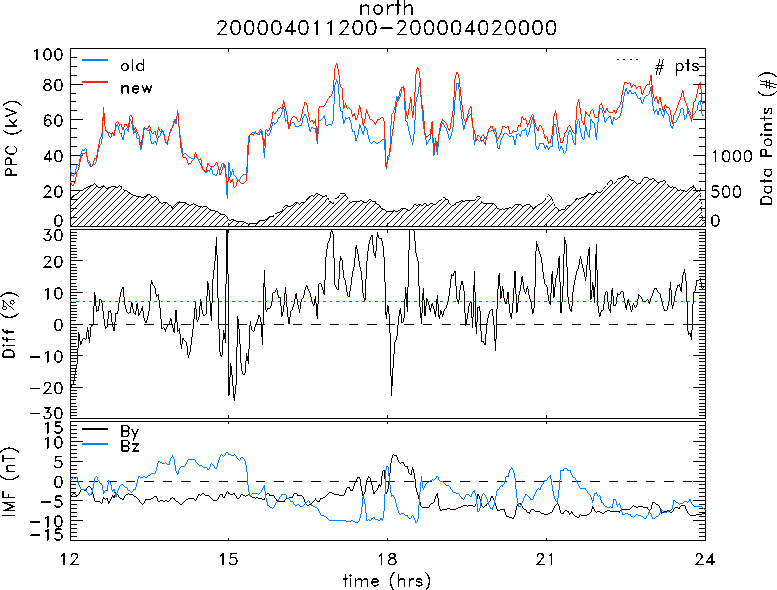 north
200004011200-200004020000
100
80
60
40
20
0
PPC (kV)
old
new
# pts
1000
500
0
Data Points (#)
30
20
10
0
-10
-20
-30
Diff (%)
15
10
5
0
-5
-10
-15
IMF (nT)
By
Bz
12 15 18 21 24
time (hrs)